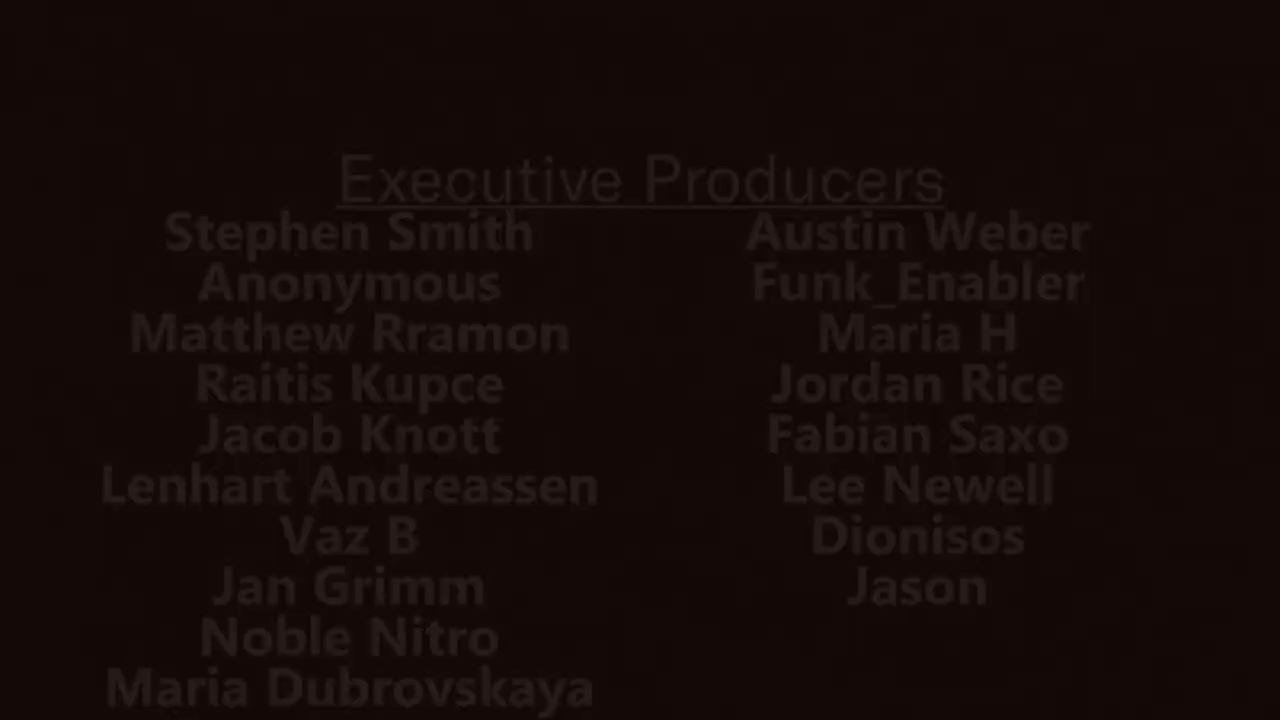 Executive Producers
Stephen Smith
Anonymous
Matthew Rramon
Raitis Kupce
Jacob Knott
Lenhart Andreassen
Vaz B
Jan Grimm
Noble Nitro
Maria Dubrovskaya
Austin Weber
Funk_Enabler
Maria H
Jordan Rice
Fabian Saxo
Lee Newell
Dionisos
Jason